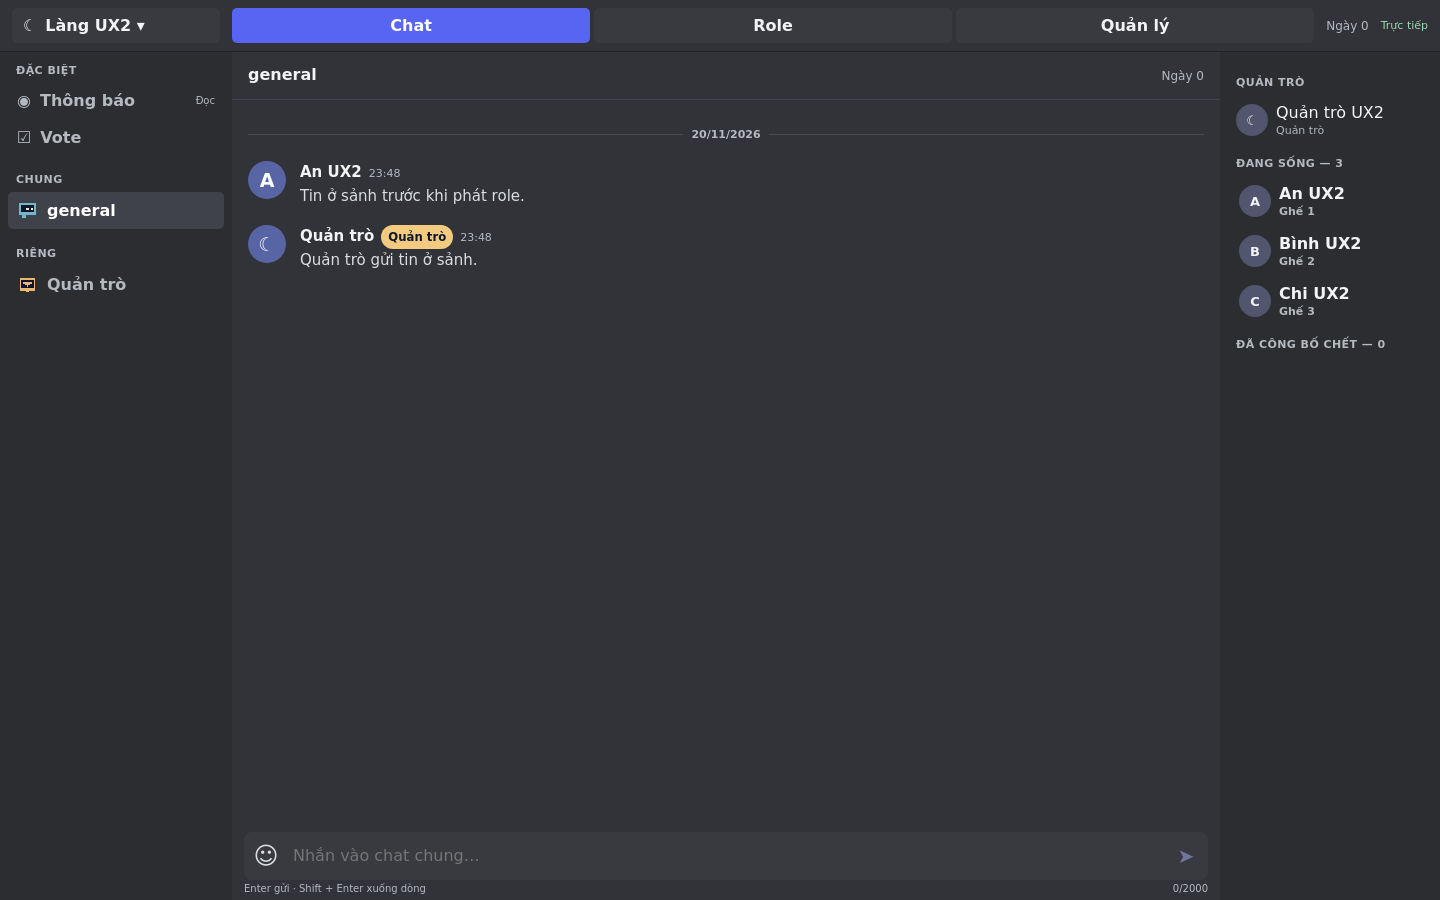 ☾ Làng UX2 ▾
Chat
Role
Quản lý
Ngày 0
Trực tiếp
ĐẶC BIỆT
Thông báo
Đọc
Vote
CHUNG
general
RIÊNG
Quản trò
general
Ngày 0
20/11/2026
A
An UX2 23:48
Tin ở sảnh trước khi phát role.
☾
Quản trò Quản trò 23:48
Quản trò gửi tin ở sảnh.
Nhắn vào chat chung…
Enter gửi · Shift + Enter xuống dòng
0/2000
QUẢN TRÒ
☾
Quản trò UX2
Quản trò
ĐANG SỐNG — 3
A
An UX2
Ghế 1
B
Bình UX2
Ghế 2
C
Chi UX2
Ghế 3
ĐÃ CÔNG BỐ CHẾT — 0